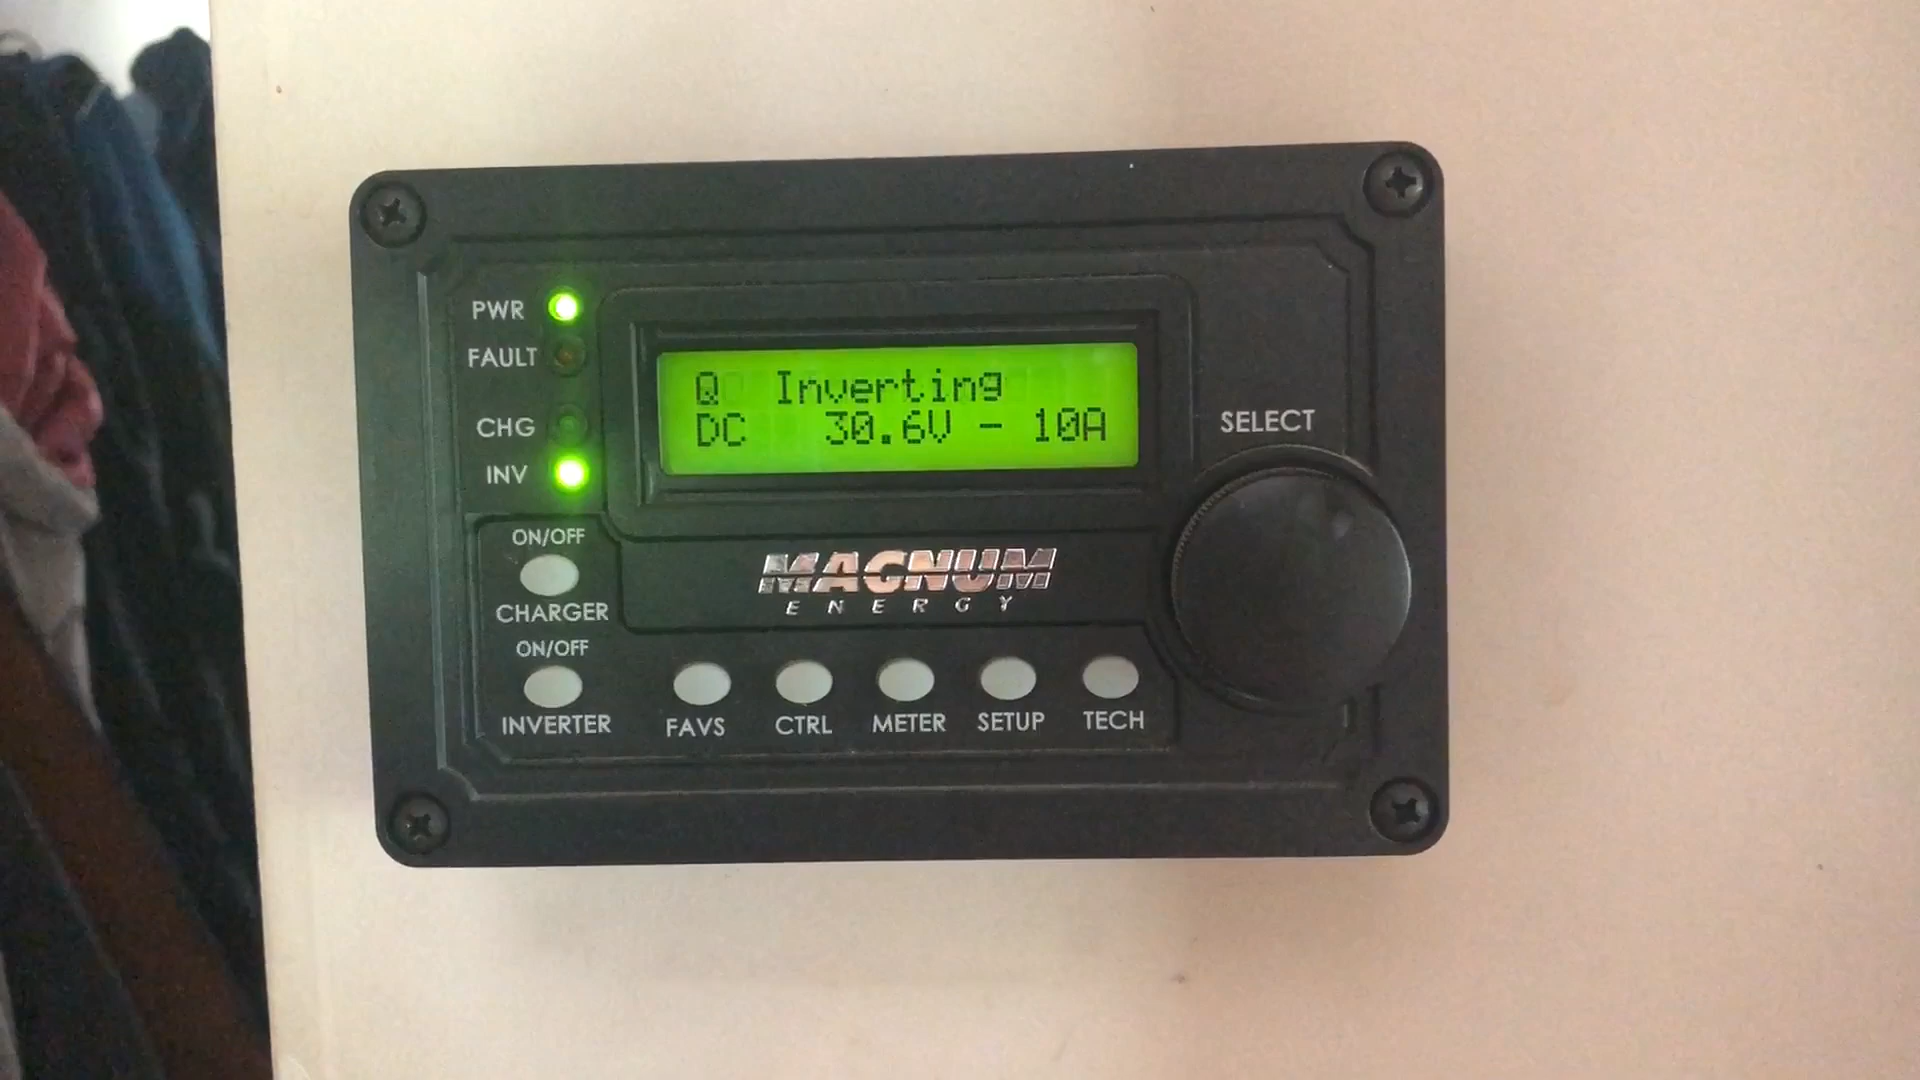 PWR
FAULT
CHG
INV
Q Inverting
DC 30.6V - 10A
SELECT
ON/OFF
CHARGER
ON/OFF
INVERTER
MAGNUM
ENERGY
FAVS
CTRL
METER
SETUP
TECH